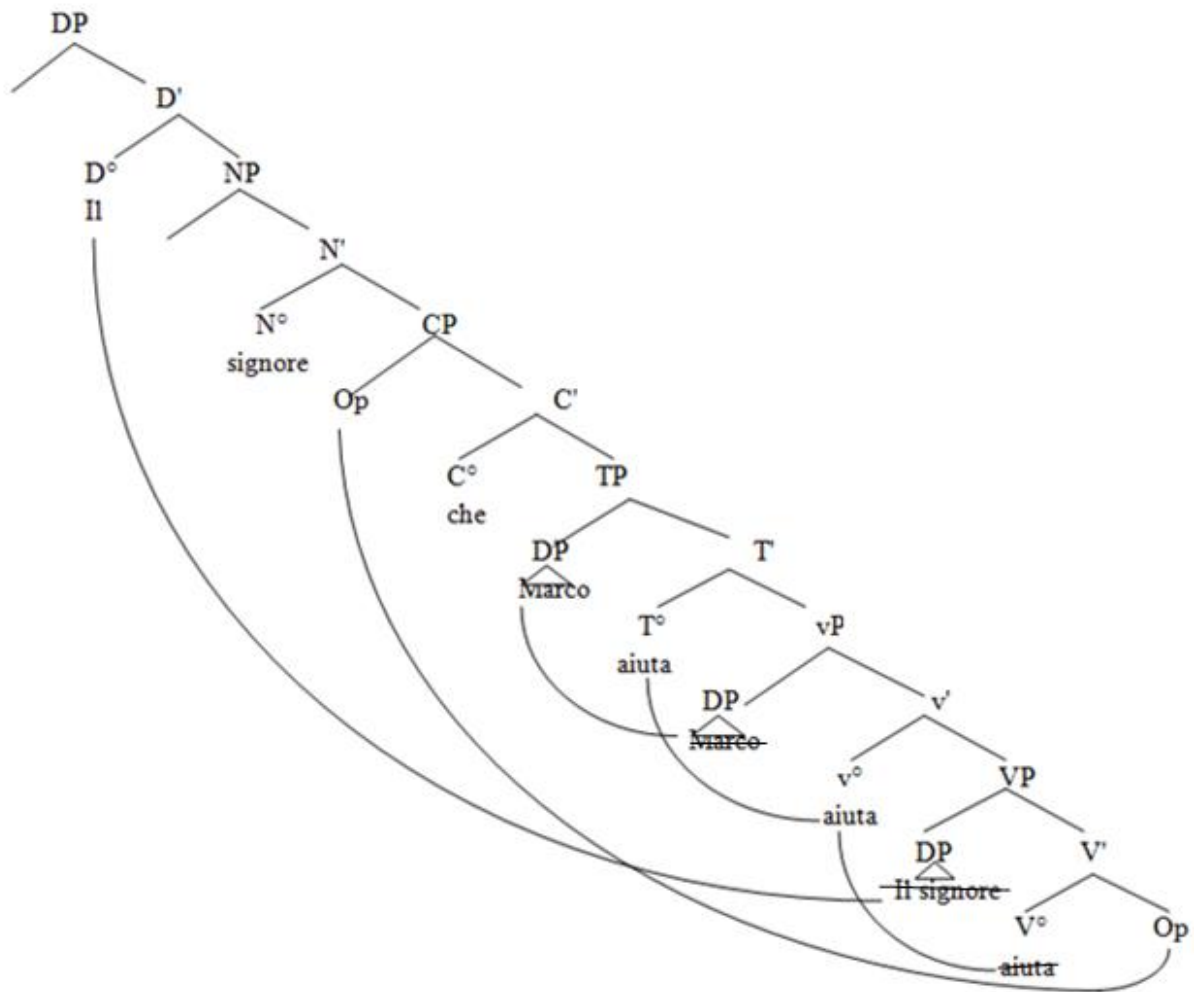 DP
D'
D° NP
Il
N'
N° CP
signore
Op C'
C° TP
che
DP T'
Marco
T° vP
aiuta
DP v'
Marco
v° VP
aiuta
DP V'
Il signore
V° Op
aiuta